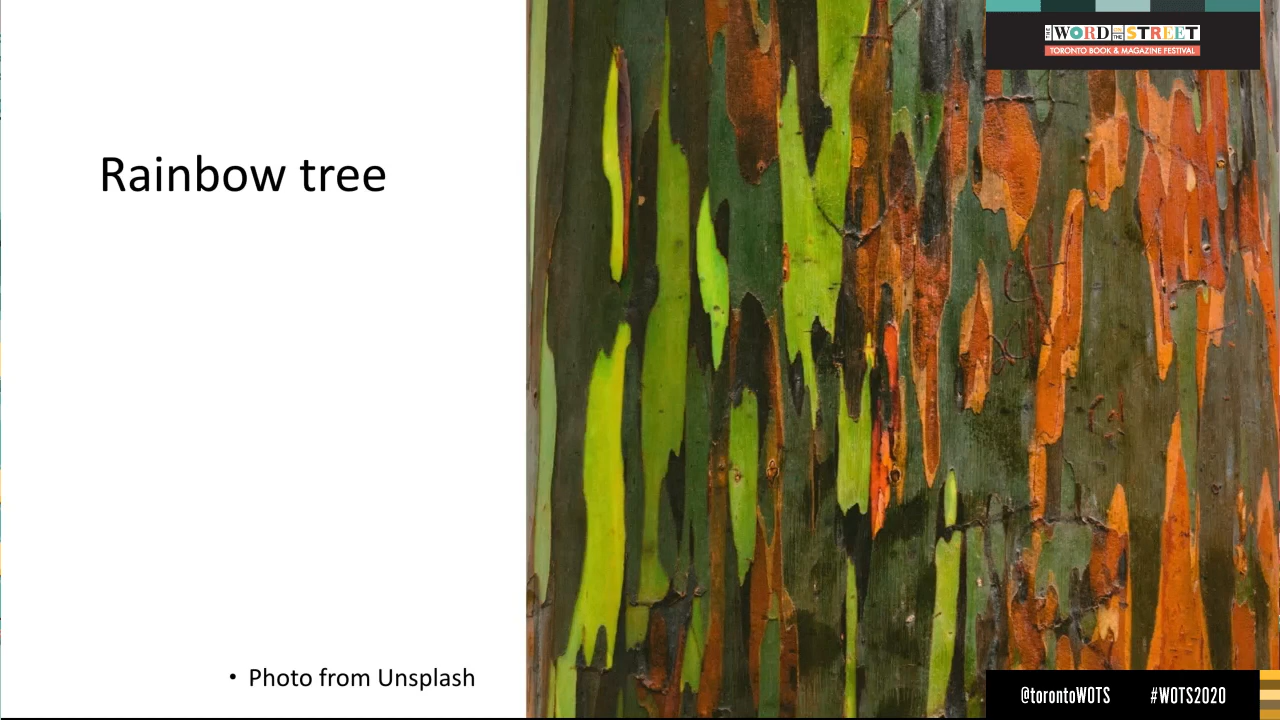 Rainbow tree
• Photo from Unsplash
THE WORD ON THE STREET
TORONTO BOOK & MAGAZINE FESTIVAL
@torontoWOTS #WOTS2020